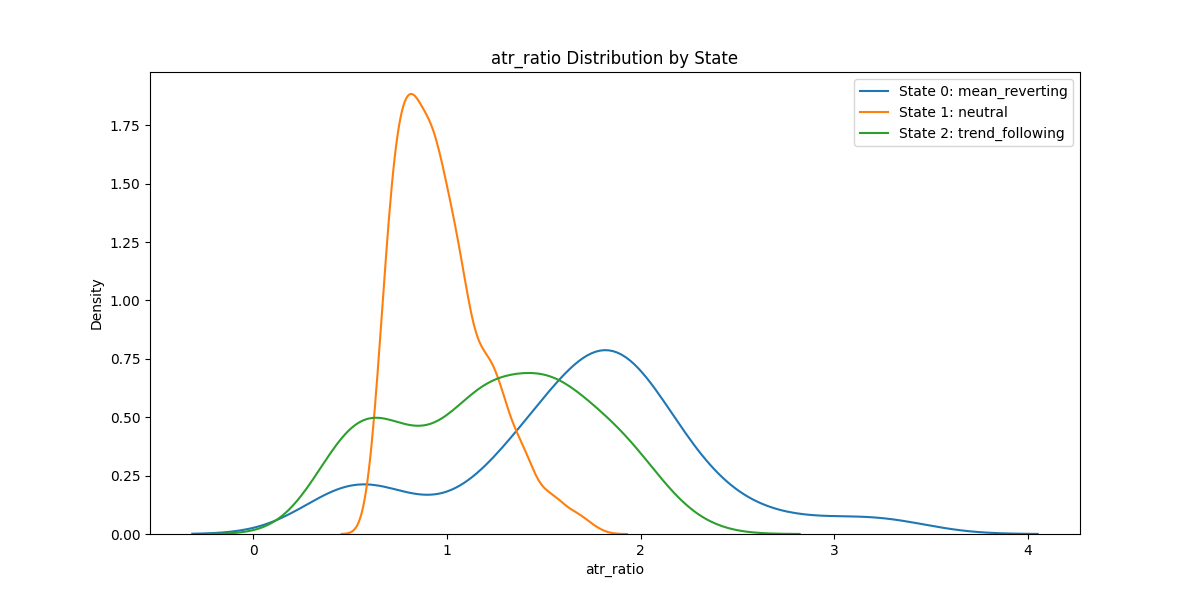 atr_ratio Distribution by State
State 0: mean_reverting
State 1: neutral
State 2: trend_following
Density
1.75
1.50
1.25
1.00
0.75
0.50
0.25
0.00
0 1 2 3 4
atr_ratio